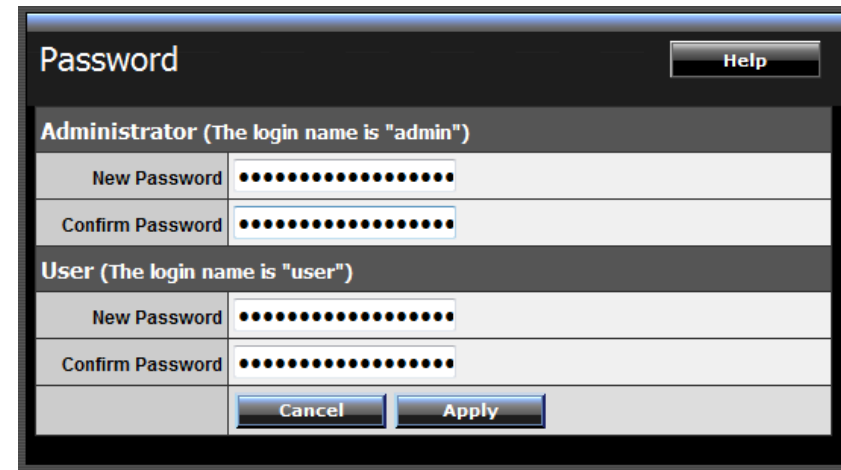 Password
Help
Administrator (The login name is "admin")
New Password ••••••••••••••••••
Confirm Password ••••••••••••••••••
User (The login name is "user")
New Password ••••••••••••••••••
Confirm Password ••••••••••••••••••
Cancel Apply